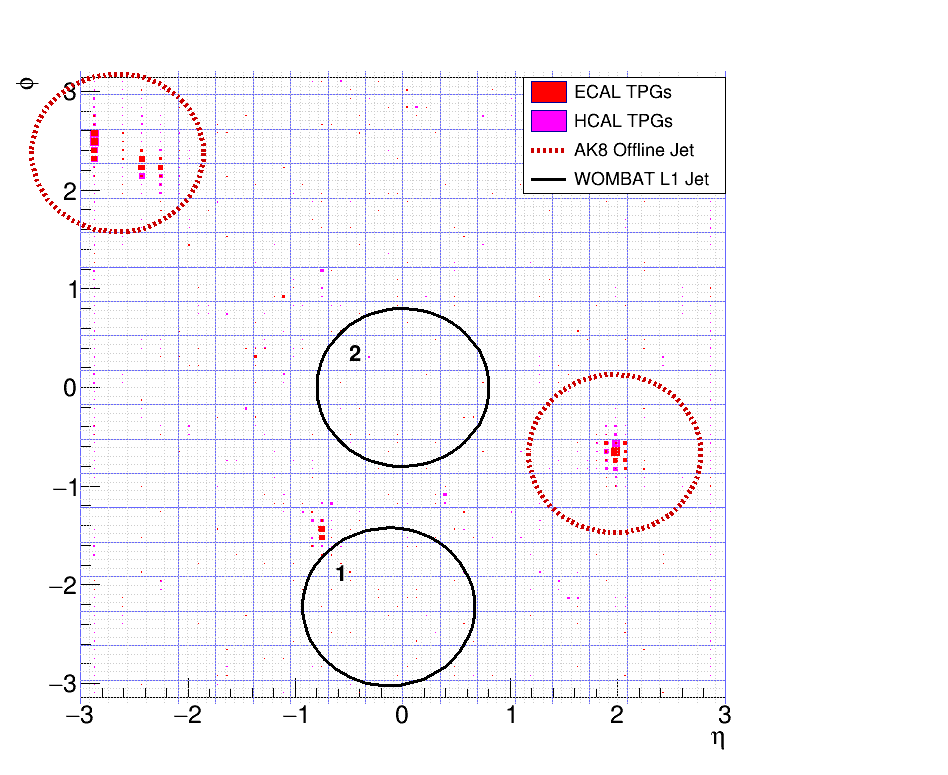 ϕ
3
2
1
0
−1
−2
−3
ECAL TPGs
HCAL TPGs
AK8 Offline Jet
WOMBAT L1 Jet
2
1
−3 −2 −1 0 1 2 3
η